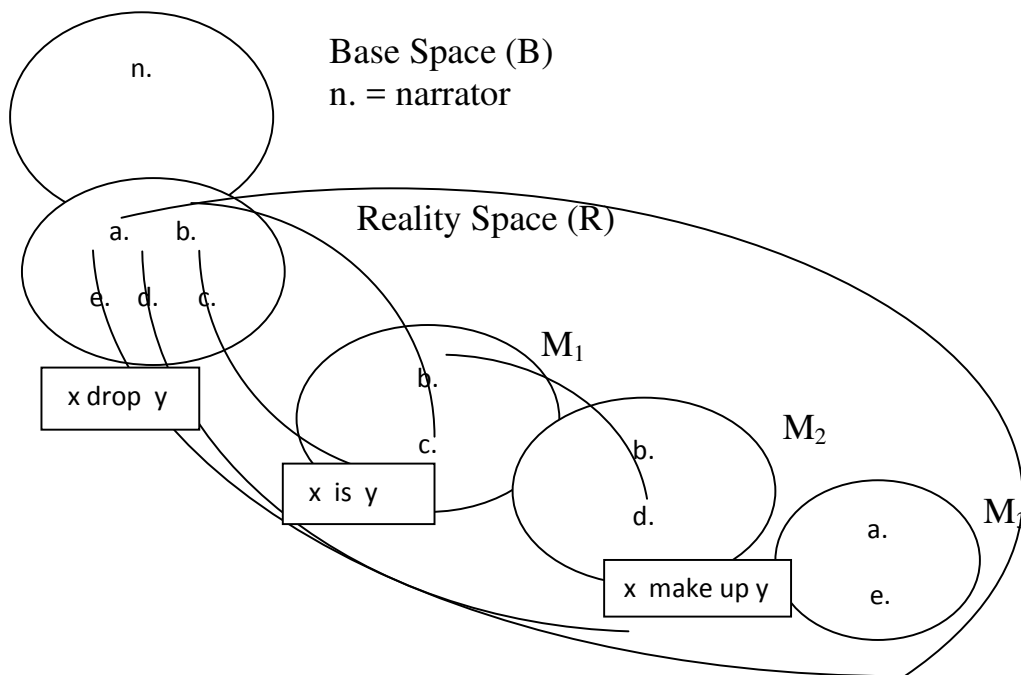 n.
Base Space (B)
n. = narrator
Reality Space (R)
a. b.
e. d. c.
x drop y
M1
b.
c.
x is y
M2
b.
d.
x make up y
a.
e.